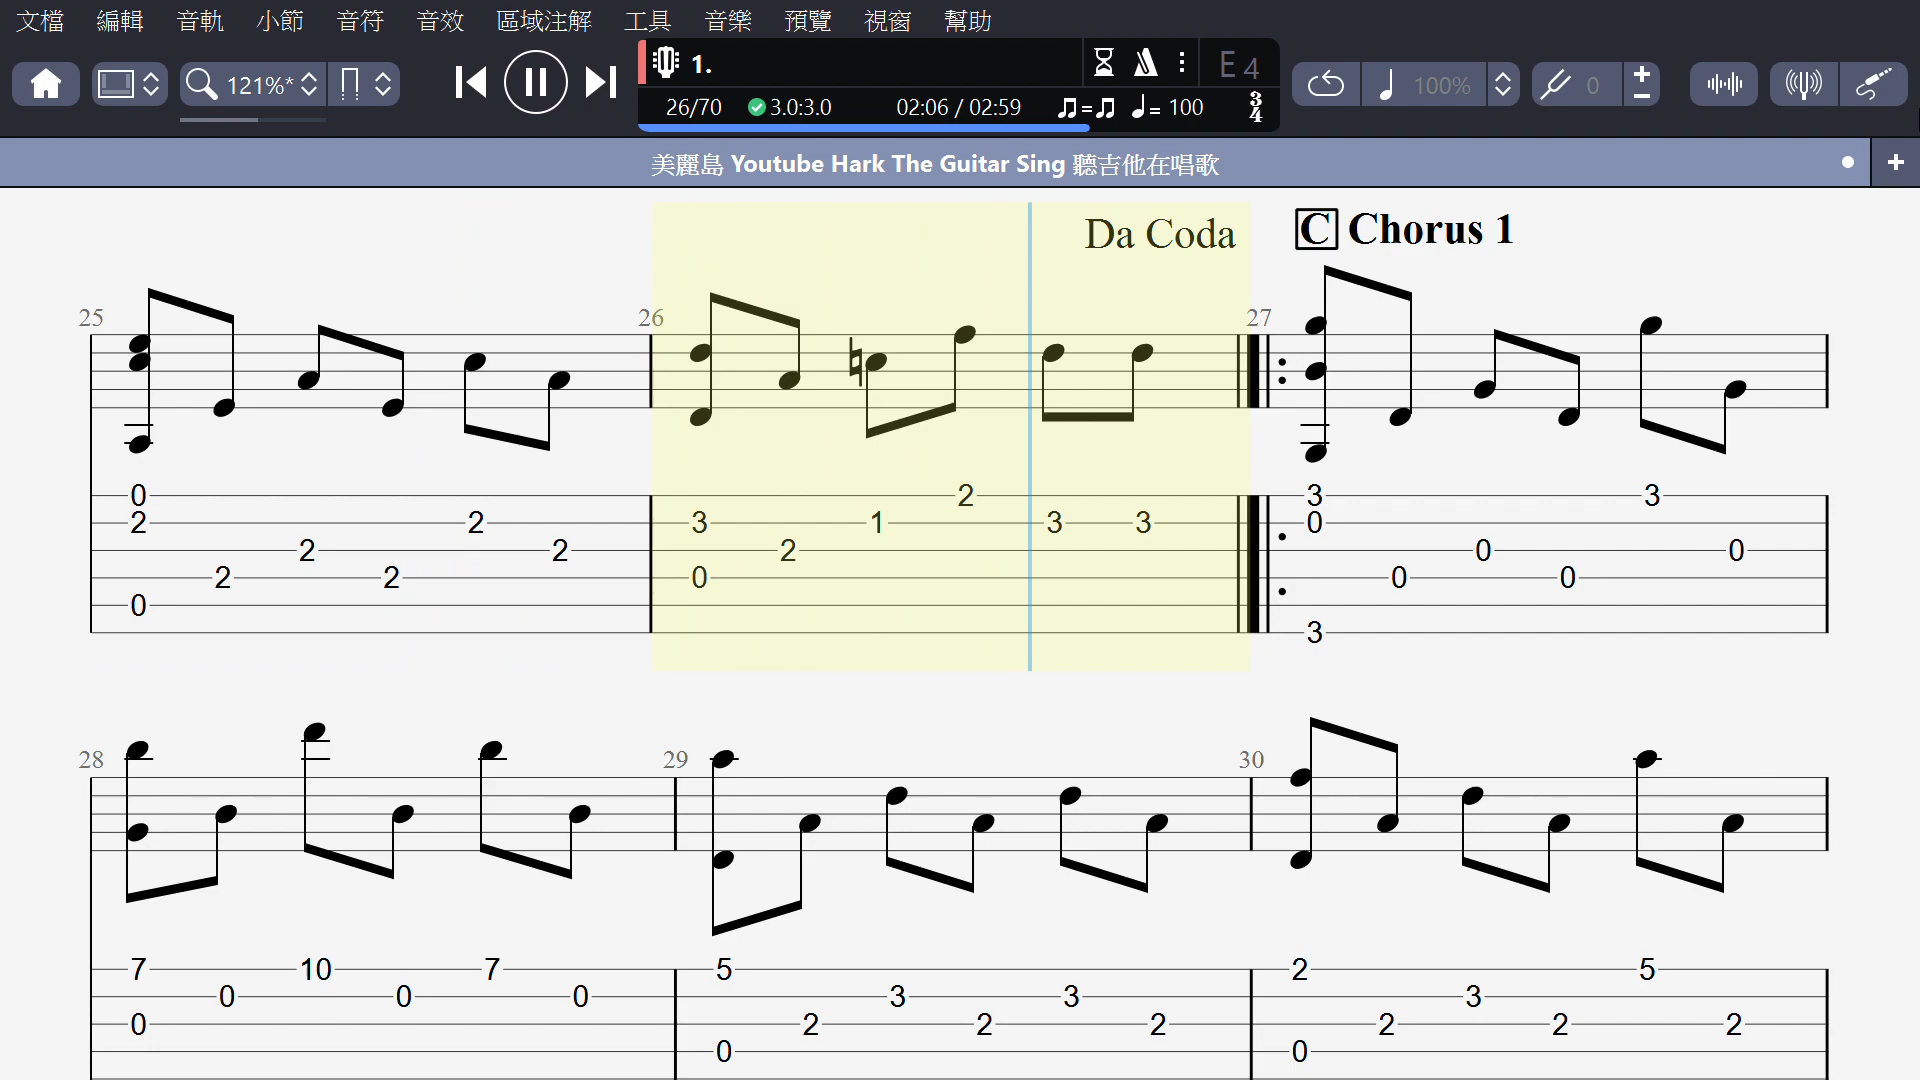 文檔 編輯 音軌 小節 音符 音效 區域注解 工具 音樂 預覽 視窗 幫助
121%* 1. E 4 100% 0
26/70 3.0:3.0 02:06 / 02:59 = = 100 3 4
美麗島 Youtube Hark The Guitar Sing 聽吉他在唱歌
Da Coda C Chorus 1
25 26 27
0 2 3 3
2 2 3 1 3 3 0
2 2 2 0 0
2 2 0 0 0
0
3
28 29 30
7 10 7 5 2 5
0 0 0 3 3 3
0 2 2 2 2 2 2
0 0